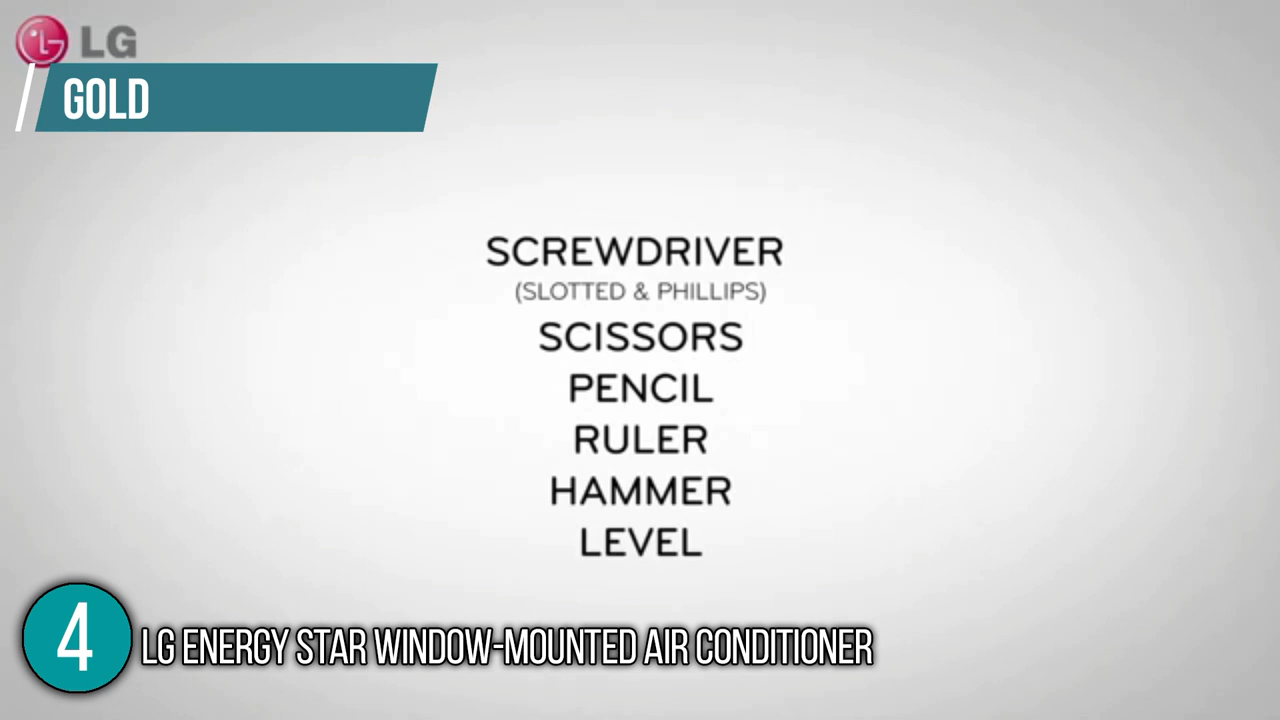 LG
GOLD
SCREWDRIVER
(SLOTTED & PHILLIPS)
SCISSORS
PENCIL
RULER
HAMMER
LEVEL
4
LG ENERGY STAR WINDOW-MOUNTED AIR CONDITIONER